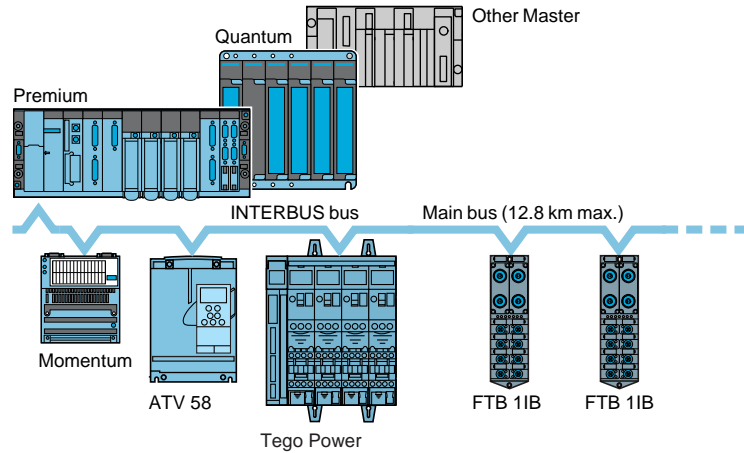 Other Master
Quantum
Premium
INTERBUS bus
Main bus (12.8 km max.)
Momentum
ATV 58
Tego Power
FTB 1IB
FTB 1IB